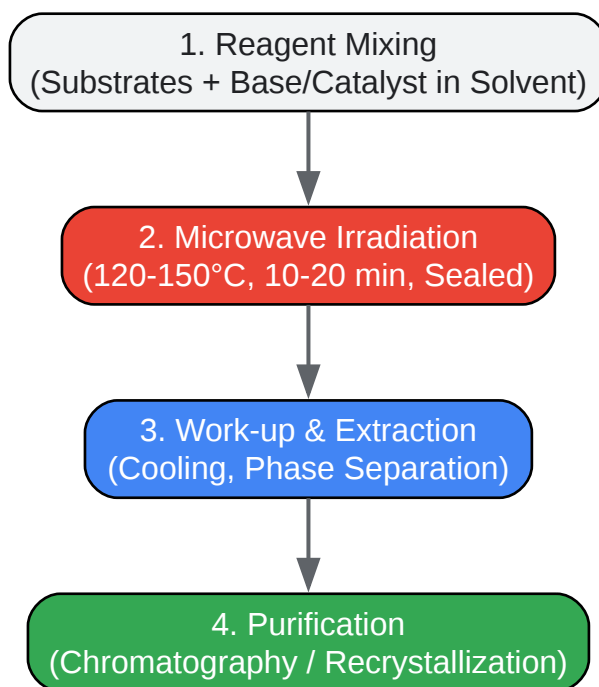 1. Reagent Mixing
(Substrates + Base/Catalyst in Solvent)
2. Microwave Irradiation
(120-150°C, 10-20 min, Sealed)
3. Work-up & Extraction
(Cooling, Phase Separation)
4. Purification
(Chromatography / Recrystallization)